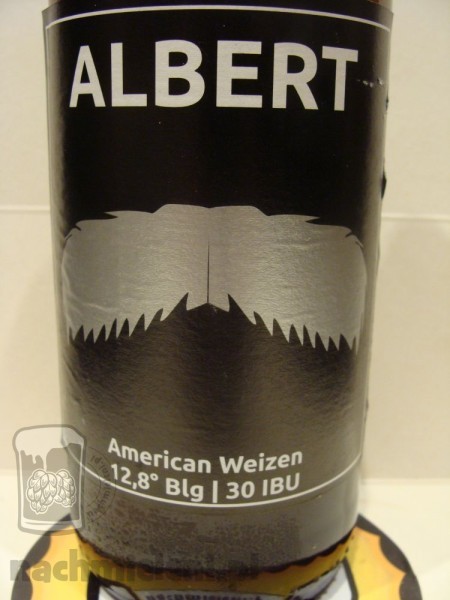 ALBERT
American Weizen
12,8° Blg | 30 IBU